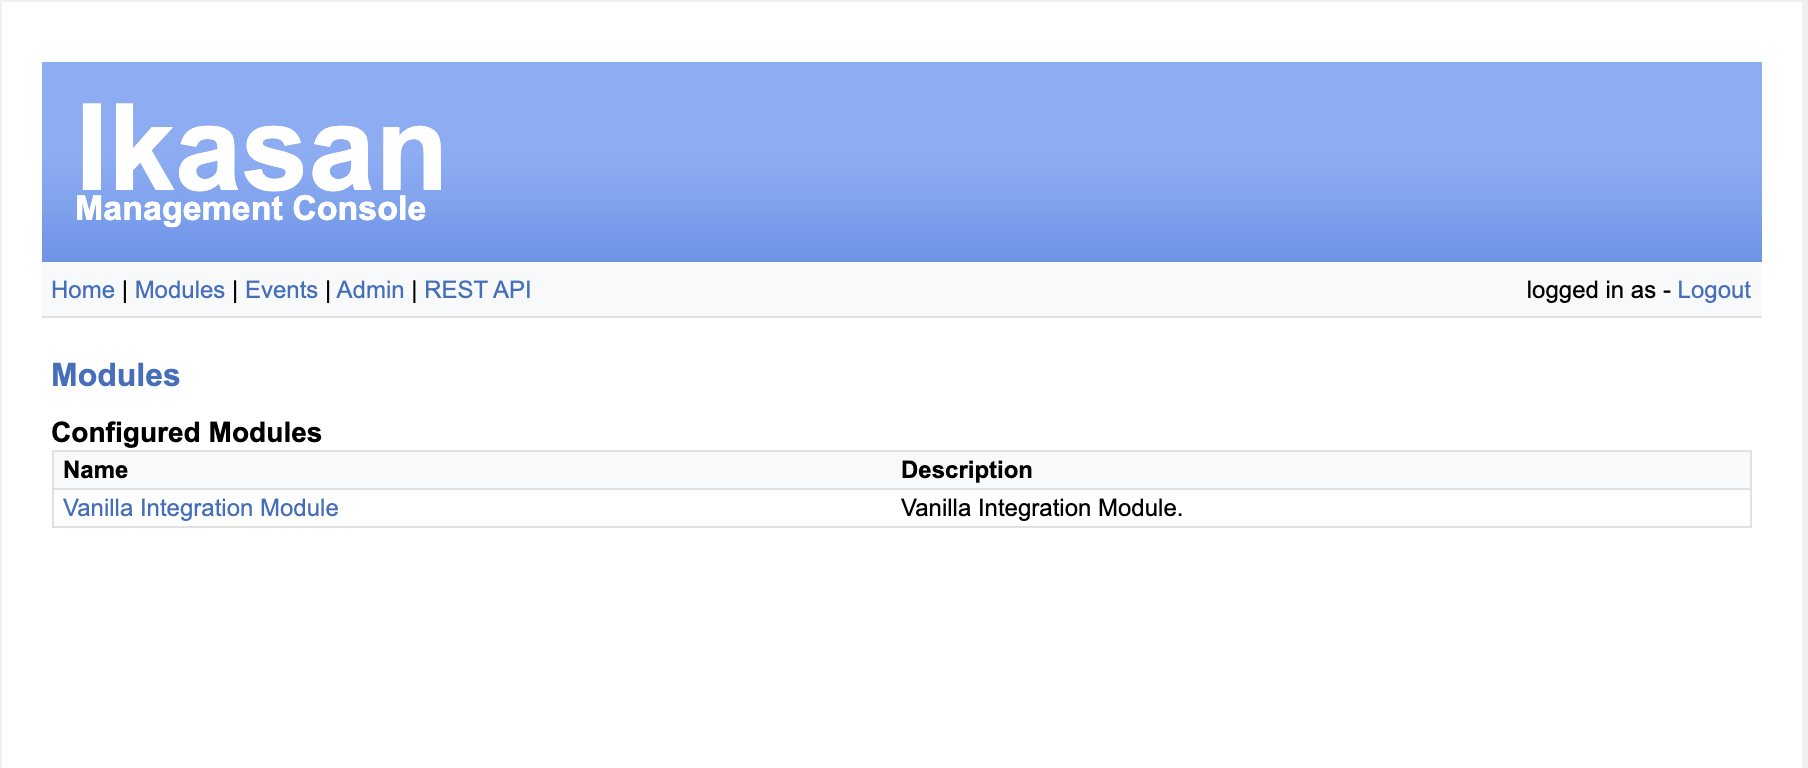 Ikasan
Management Console
Home | Modules | Events | Admin | REST API logged in as - Logout
Modules
Configured Modules
Name Description
Vanilla Integration Module Vanilla Integration Module.